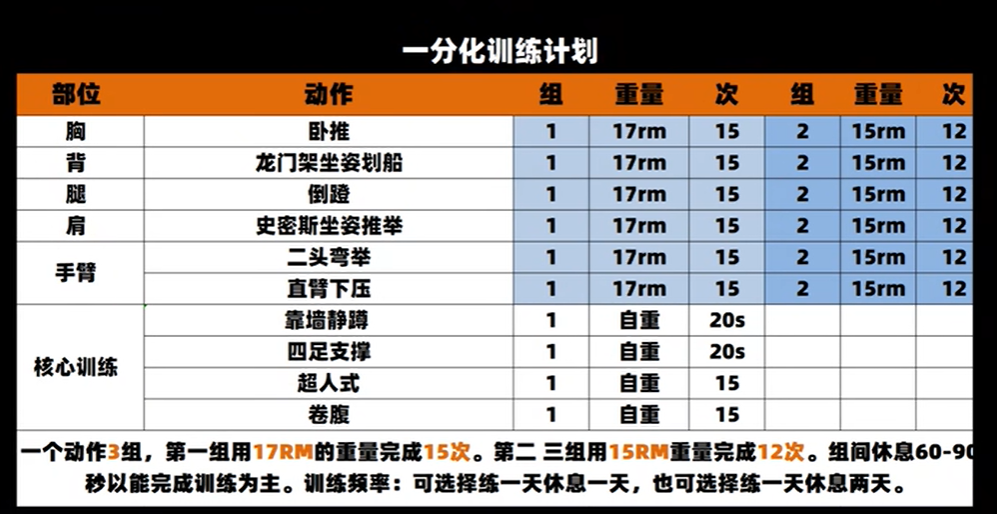 一分化训练计划
部位 动作 组 重量 次 组 重量 次
胸 卧推 1 17rm 15 2 15rm 12
背 龙门架坐姿划船 1 17rm 15 2 15rm 12
腿 倒蹬 1 17rm 15 2 15rm 12
肩 史密斯坐姿推举 1 17rm 15 2 15rm 12
手臂 二头弯举 1 17rm 15 2 15rm 12
直臂下压 1 17rm 15 2 15rm 12
核心训练 靠墙静蹲 1 自重 20s
四足支撑 1 自重 20s
超人式 1 自重 15
卷腹 1 自重 15
一个动作3组，第一组用17RM的重量完成15次。第二 三组用15RM重量完成12次。组间休息60-90
秒以能完成训练为主。训练频率：可选择练一天休息一天，也可选择练一天休息两天。